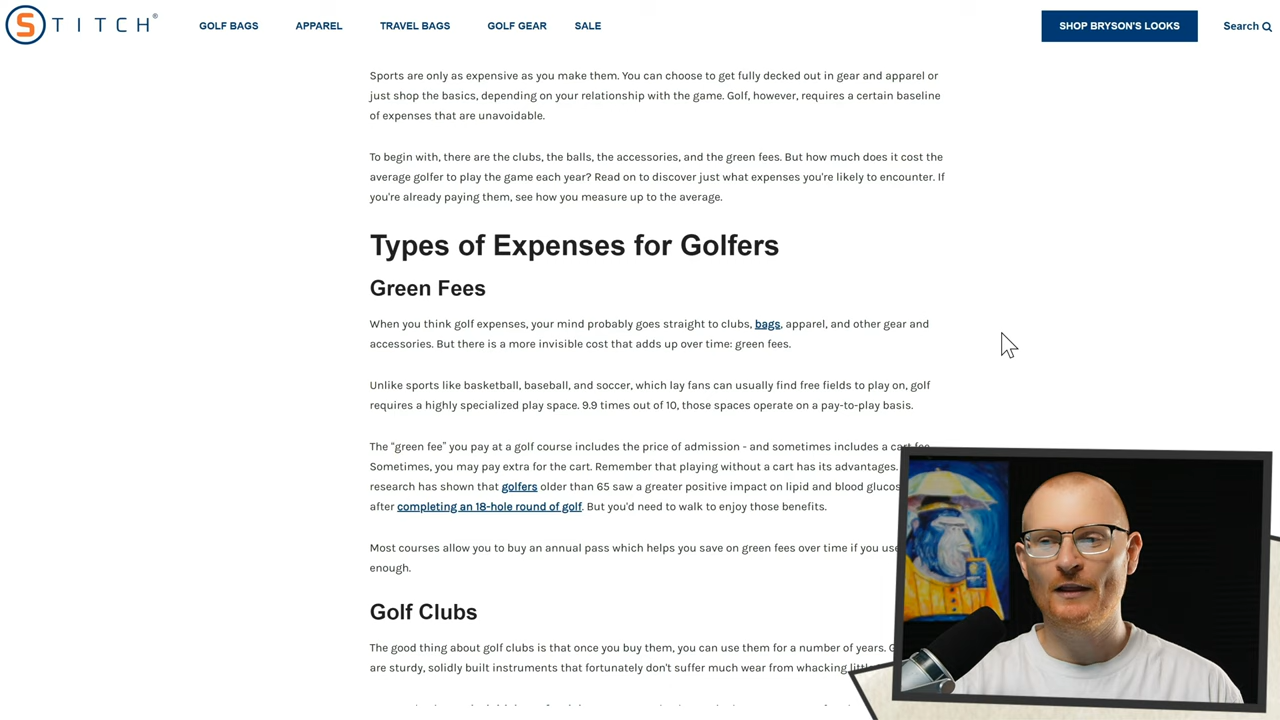 STITCH®
GOLF BAGS
APPAREL
TRAVEL BAGS
GOLF GEAR
SALE
SHOP BRYSON'S LOOKS
Search
Sports are only as expensive as you make them. You can choose to get fully decked out in gear and apparel or
just shop the basics, depending on your relationship with the game. Golf, however, requires a certain baseline
of expenses that are unavoidable.
To begin with, there are the clubs, the balls, the accessories, and the green fees. But how much does it cost the
average golfer to play the game each year? Read on to discover just what expenses you're likely to encounter. If
you're already paying them, see how you measure up to the average.
Types of Expenses for Golfers
Green Fees
When you think golf expenses, your mind probably goes straight to clubs, bags, apparel, and other gear and
accessories. But there is a more invisible cost that adds up over time: green fees.
Unlike sports like basketball, baseball, and soccer, which lay fans can usually find free fields to play on, golf
requires a highly specialized play space. 9.9 times out of 10, those spaces operate on a pay-to-play basis.
The “green fee” you pay at a golf course includes the price of admission - and sometimes includes a cart fee.
Sometimes, you may pay extra for the cart. Remember that playing without a cart has its advantages.
research has shown that golfers older than 65 saw a greater positive impact on lipid and blood
after completing an 18-hole round of golf. But you'd need to walk to enjoy those benefits.
Most courses allow you to buy an annual pass which helps you save on green fees over time if you
enough.
Golf Clubs
The good thing about golf clubs is that once you buy them, you can use them for a number of years.
are sturdy, solidly built instruments that fortunately don't suffer much wear from whacking